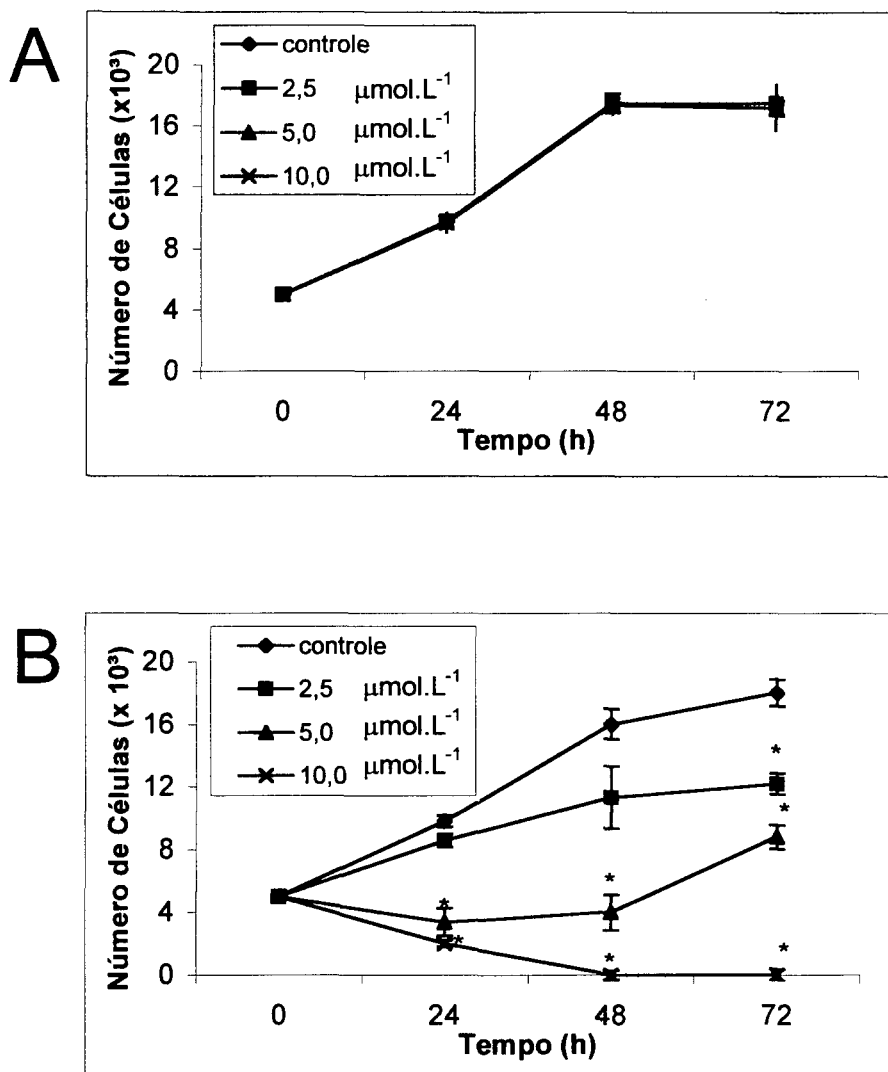 A
controle
2,5 μmol.L⁻¹
5,0 μmol.L⁻¹
10,0 μmol.L⁻¹
Número de Células (x10³)
20
16
12
8
4
0
0 24 48 72
Tempo (h)
B
controle
2,5 μmol.L⁻¹
5,0 μmol.L⁻¹
10,0 μmol.L⁻¹
Número de Células (x 10³)
20
16
12
8
4
0
* * * * * * *
0 24 48 72
Tempo (h)